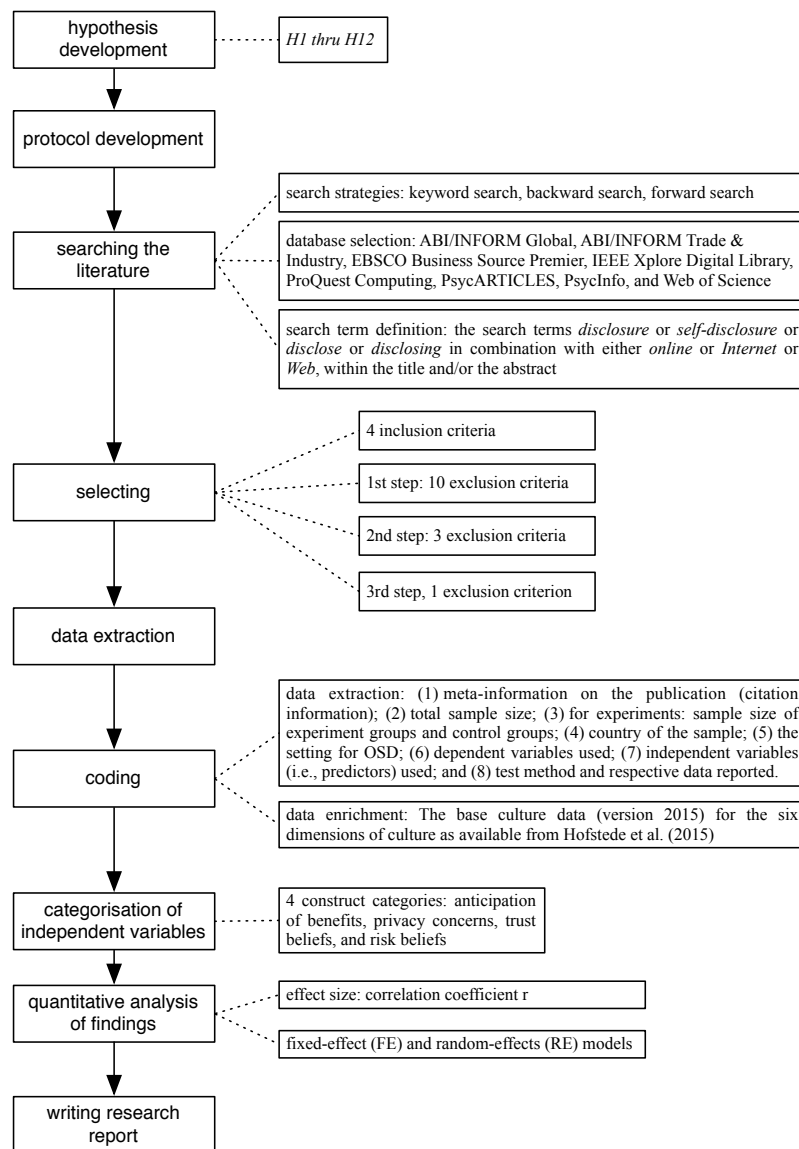 hypothesis
development
H1 thru H12
protocol development
searching the
literature
search strategies: keyword search, backward search, forward search
database selection: ABI/INFORM Global, ABI/INFORM Trade &
Industry, EBSCO Business Source Premier, IEEE Xplore Digital Library,
ProQuest Computing, PsycARTICLES, PsycInfo, and Web of Science
search term definition: the search terms disclosure or self-disclosure or
disclose or disclosing in combination with either online or Internet or
Web, within the title and/or the abstract
selecting
4 inclusion criteria
1st step: 10 exclusion criteria
2nd step: 3 exclusion criteria
3rd step, 1 exclusion criterion
data extraction
coding
data extraction: (1) meta-information on the publication (citation
information); (2) total sample size; (3) for experiments: sample size of
experiment groups and control groups; (4) country of the sample; (5) the
setting for OSD; (6) dependent variables used; (7) independent variables
(i.e., predictors) used; and (8) test method and respective data reported.
data enrichment: The base culture data (version 2015) for the six
dimensions of culture as available from Hofstede et al. (2015)
categorisation of
independent variables
4 construct categories: anticipation
of benefits, privacy concerns, trust
beliefs, and risk beliefs
quantitative analysis
of findings
effect size: correlation coefficient r
fixed-effect (FE) and random-effects (RE) models
writing research
report